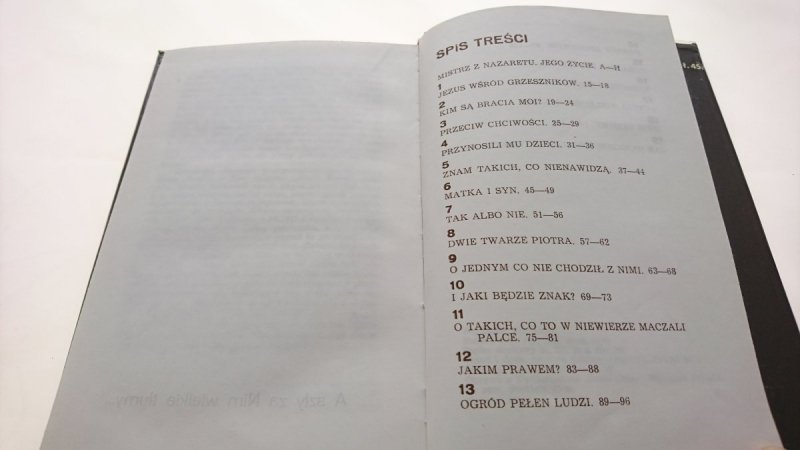 SPIS TREŚCI
MISTRZ Z NAZARETU. JEGO ŻYCIE. A—H
1
JEZUS WŚRÓD GRZESZNIKÓW. 15—18
2
KIM SĄ BRACIA MOI? 19—24
3
PRZECIW CHCIWOŚCI. 25—29
4
PRZYNOSILI MU DZIECI. 31—36
5
ZNAM TAKICH, CO NIENAWIDZĄ. 37—44
6
MATKA I SYN. 45—49
7
TAK ALBO NIE. 51—56
8
DWIE TWARZE PIOTRA. 57—62
9
O JEDNYM CO NIE CHODZIŁ Z NIMI. 63—68
10
I JAKI BĘDZIE ZNAK? 69—73
11
O TAKICH, CO TO W NIEWIERZE MACZALI
PALCE. 75—81
12
JAKIM PRAWEM? 83—88
13
OGRÓD PEŁEN LUDZI. 89—96
A szły za Nim wielkie tłumy...